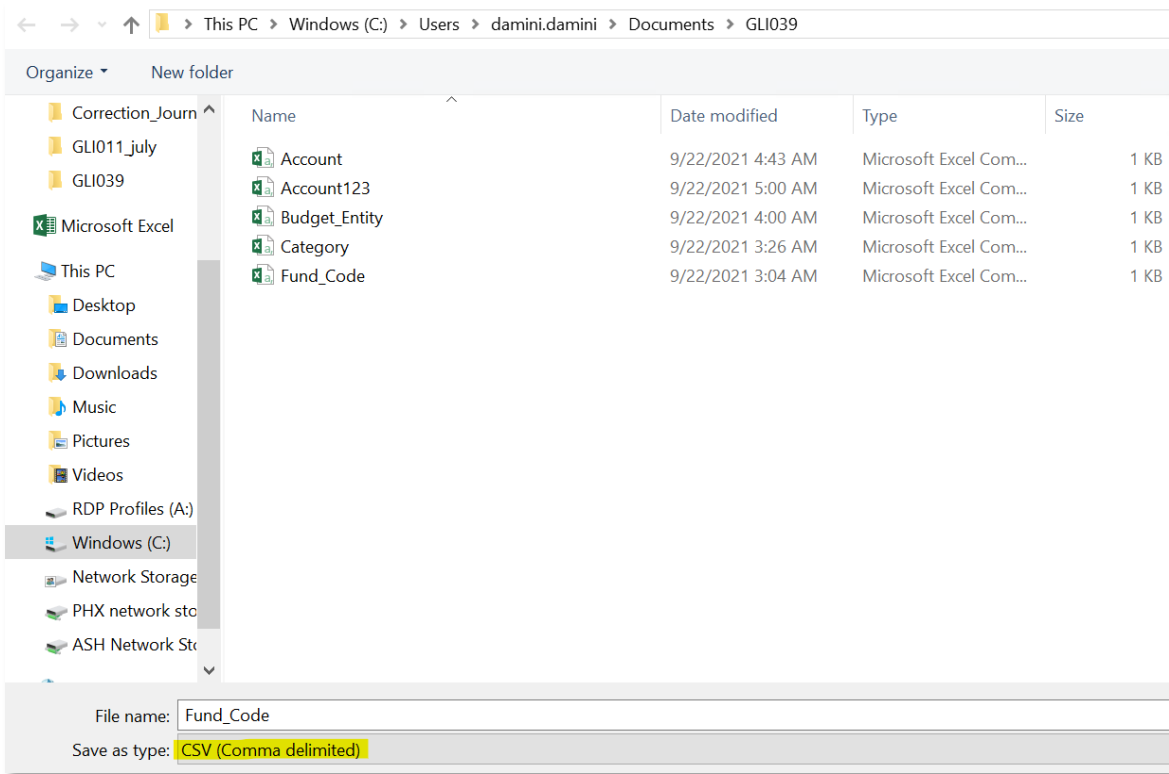 This PC > Windows (C:) > Users > damini.damini > Documents > GLI039
Organize New folder
Correction_Journ
GLI011_july
GLI039
Microsoft Excel
This PC
Desktop
Documents
Downloads
Music
Pictures
Videos
RDP Profiles (A:)
Windows (C:)
Network Storage
PHX network sto
ASH Network Sto
Name Date modified Type Size
Account 9/22/2021 4:43 AM Microsoft Excel Com... 1 KB
Account123 9/22/2021 5:00 AM Microsoft Excel Com... 1 KB
Budget_Entity 9/22/2021 4:00 AM Microsoft Excel Com... 1 KB
Category 9/22/2021 3:26 AM Microsoft Excel Com... 1 KB
Fund_Code 9/22/2021 3:04 AM Microsoft Excel Com... 1 KB
File name: Fund_Code
Save as type: CSV (Comma delimited)